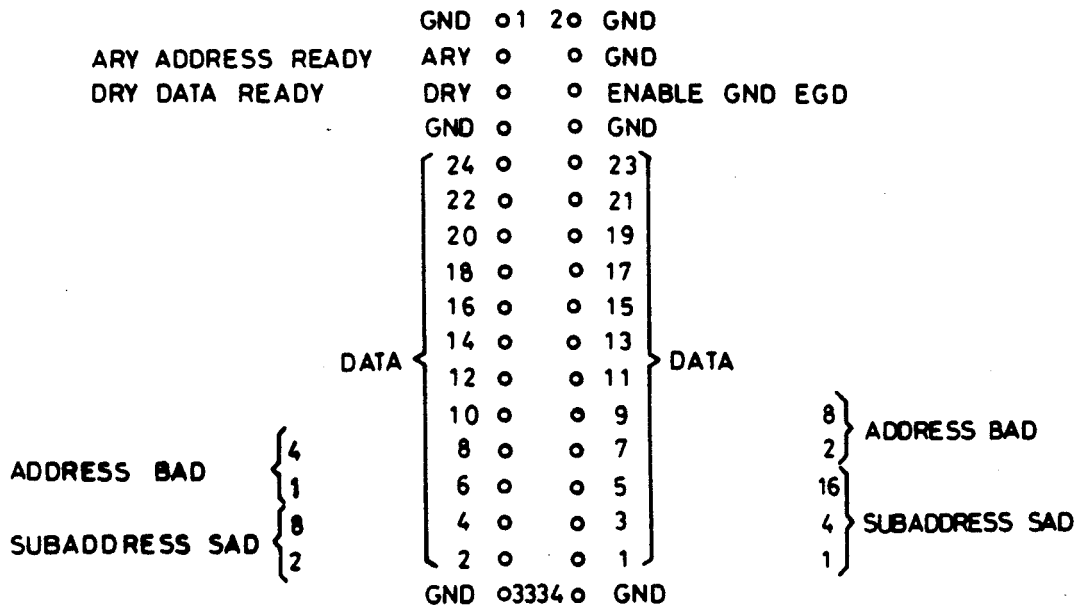 GND 1 2 GND
ARY ADDRESS READY ARY GND
DRY DATA READY DRY ENABLE GND EGD
GND GND
24 23
22 21
20 19
18 17
16 15
14 13
DATA DATA
12 11
10 9 8 ADDRESS BAD
4 8 7 2
ADDRESS BAD
1 6 5 16
8 4 3 4 SUBADDRESS SAD
SUBADDRESS SAD
2 2 1 1
GND 33 34 GND